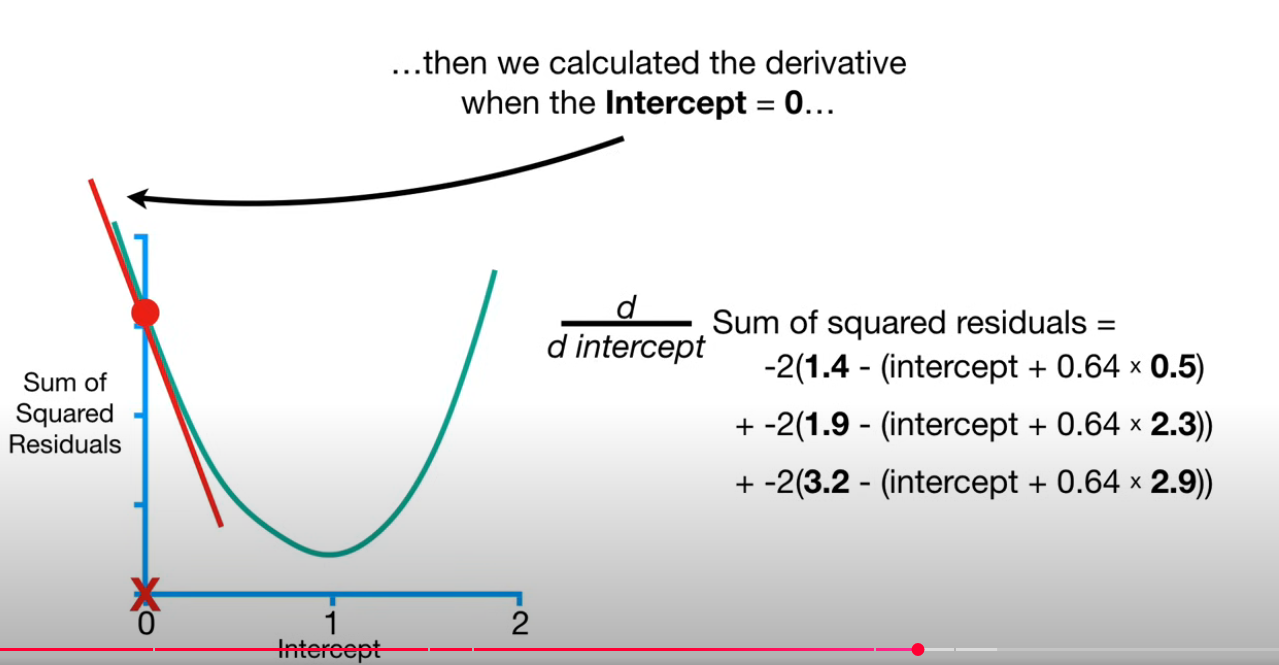 …then we calculated the derivative
when the Intercept = 0…
Sum of
Squared
Residuals
d
d intercept
Sum of squared residuals =
-2(1.4 - (intercept + 0.64 × 0.5)
+ -2(1.9 - (intercept + 0.64 × 2.3))
+ -2(3.2 - (intercept + 0.64 × 2.9))
X
0 1 2
Intercept